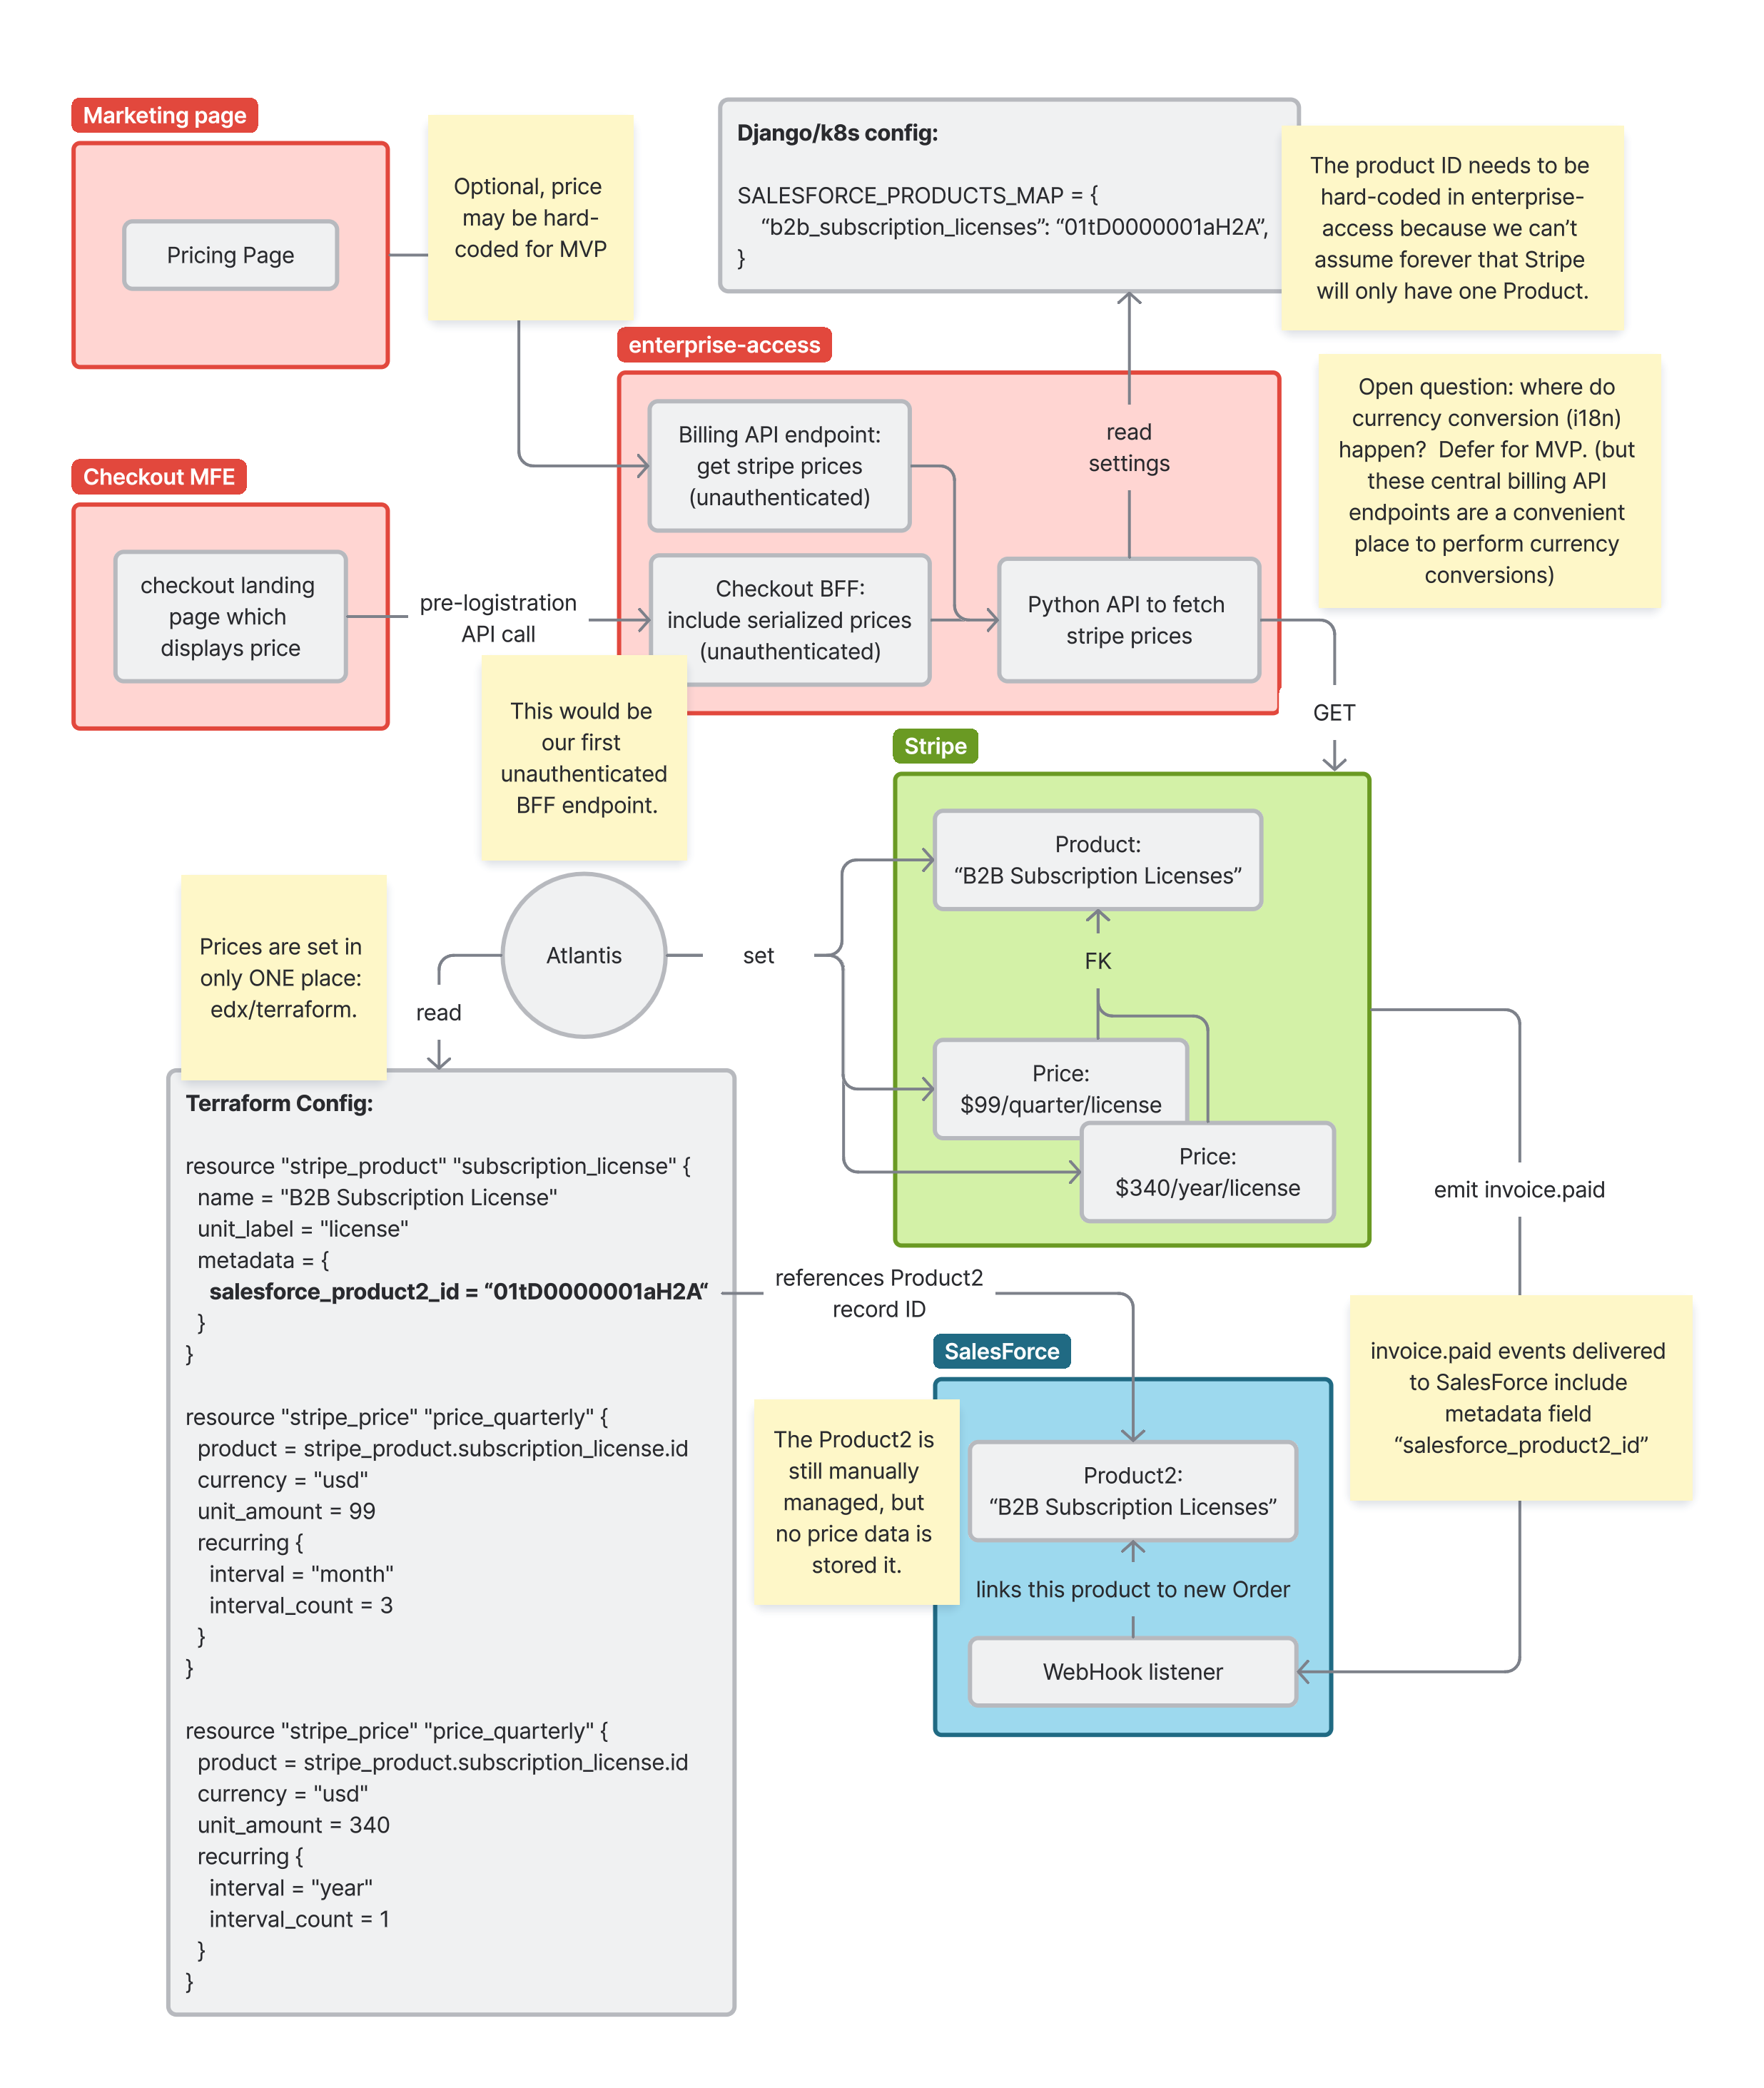 Marketing page
Pricing Page
Optional, price
may be hard-
coded for MVP
Django/k8s config:
SALESFORCE_PRODUCTS_MAP = {
“b2b_subscription_licenses”: “01tD0000001aH2A”,
}
The product ID needs to be
hard-coded in enterprise-
access because we can’t
assume forever that Stripe
will only have one Product.
enterprise-access
Billing API endpoint:
get stripe prices
(unauthenticated)
read
settings
Open question: where do
currency conversion (i18n)
happen?  Defer for MVP. (but
these central billing API
endpoints are a convenient
place to perform currency
conversions)
Checkout MFE
checkout landing
page which
displays price
pre-logistration
API call
Checkout BFF:
include serialized prices
(unauthenticated)
Python API to fetch
stripe prices
This would be
our first
unauthenticated
BFF endpoint.
GET
Stripe
Product:
“B2B Subscription Licenses”
FK
Price:
$99/quarter/license
Price:
$340/year/license
Atlantis
set
read
Prices are set in
only ONE place:
edx/terraform.
Terraform Config:
resource "stripe_product" "subscription_license" {
name = "B2B Subscription License"
unit_label = "license"
metadata = {
salesforce_product2_id = “01tD0000001aH2A“
}
}
resource "stripe_price" "price_quarterly" {
product = stripe_product.subscription_license.id
currency = "usd"
unit_amount = 99
recurring {
interval = "month"
interval_count = 3
}
}
resource "stripe_price" "price_quarterly" {
product = stripe_product.subscription_license.id
currency = "usd"
unit_amount = 340
recurring {
interval = "year"
interval_count = 1
}
}
references Product2
record ID
emit invoice.paid
invoice.paid events delivered
to SalesForce include
metadata field
“salesforce_product2_id”
SalesForce
The Product2 is
still manually
managed, but
no price data is
stored it.
Product2:
“B2B Subscription Licenses”
links this product to new Order
WebHook listener